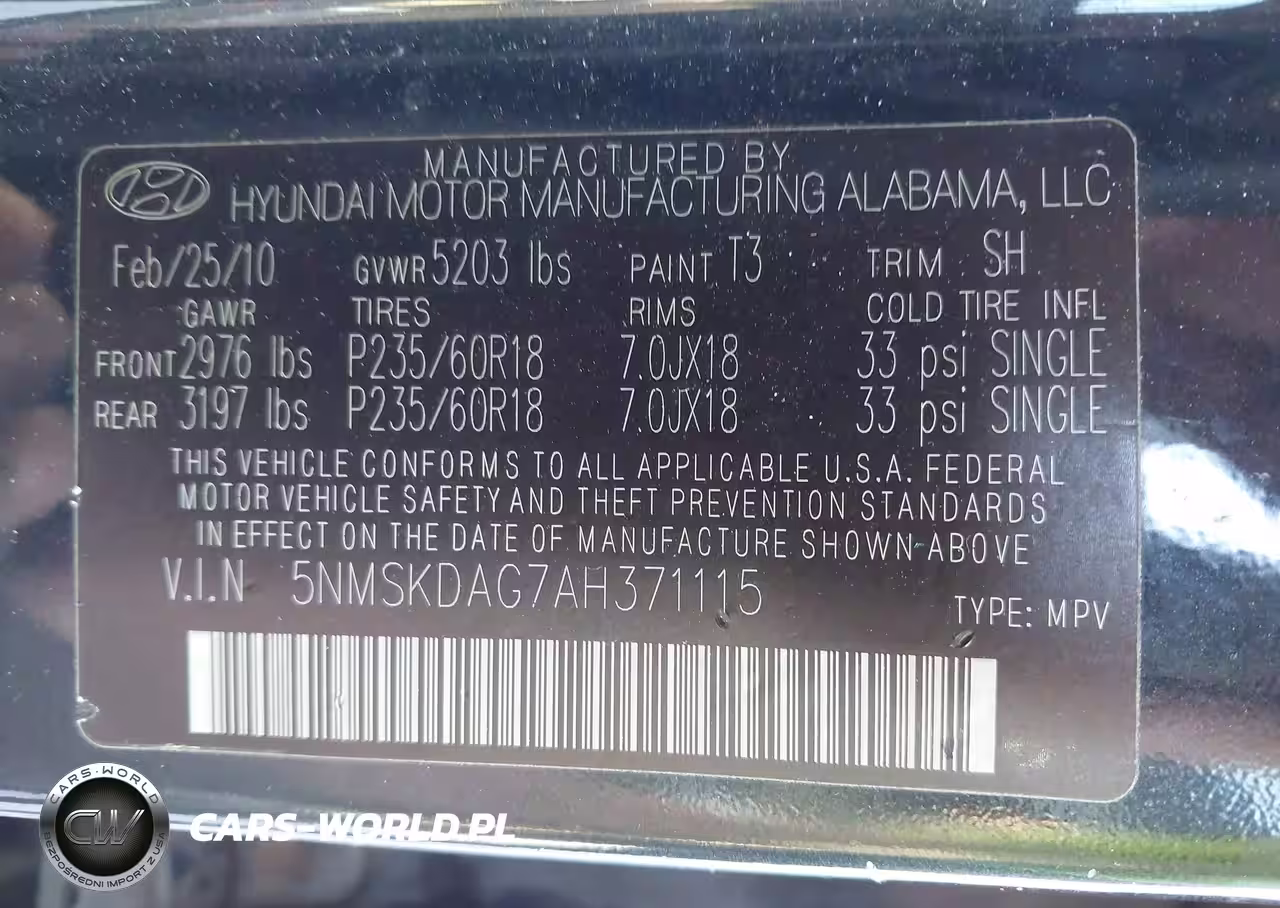 MANUFACTURED BY
HYUNDAI MOTOR MANUFACTURING ALABAMA, LLC
Feb/25/10 GVWR 5203 lbs PAINT T3 TRIM SH
GAWR TIRES RIMS COLD TIRE INFL
FRONT 2976 lbs P235/60R18 7.0JX18 33 psi SINGLE
REAR 3197 lbs P235/60R18 7.0JX18 33 psi SINGLE
THIS VEHICLE CONFORMS TO ALL APPLICABLE U.S.A. FEDERAL
MOTOR VEHICLE SAFETY AND THEFT PREVENTION STANDARDS
IN EFFECT ON THE DATE OF MANUFACTURE SHOWN ABOVE
V.I.N 5NMSKDAG7AH371115
TYPE: MPV
CARS-WORLD
CW
BEZPOŚREDNI IMPORT Z USA
CARS-WORLD.PL